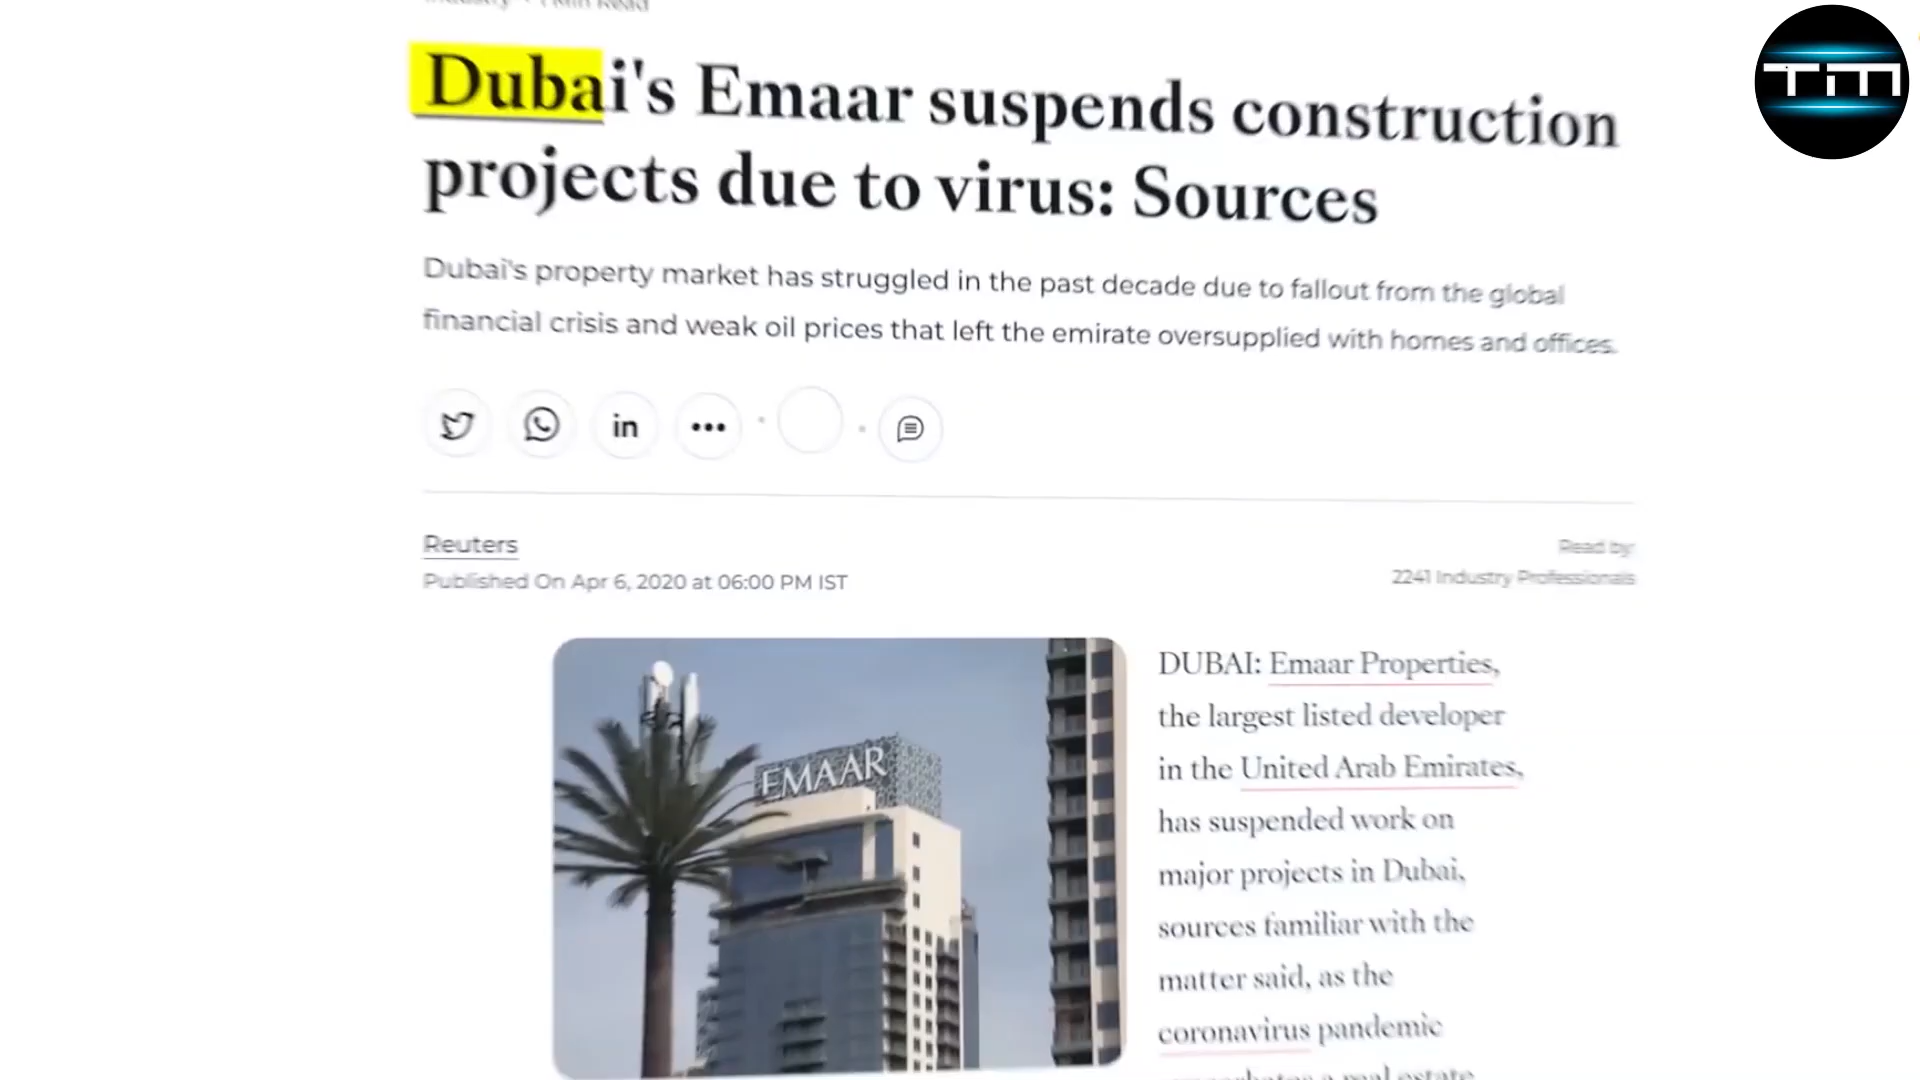 Dubai's Emaar suspends construction
projects due to virus: Sources
Dubai's property market has struggled in the past decade due to fallout from the global
financial crisis and weak oil prices that left the emirate oversupplied with homes and offices.
in
Reuters
Published On Apr 6, 2020 at 06:00 PM IST
Read by:
2241 Industry Professionals
EMAAR
DUBAI: Emaar Properties,
the largest listed developer
in the United Arab Emirates,
has suspended work on
major projects in Dubai,
sources familiar with the
matter said, as the
coronavirus pandemic
a real estate
TiM